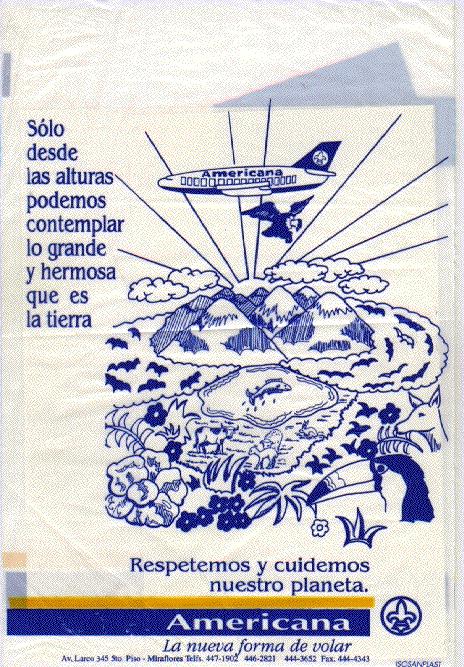 Sólo
desde
las alturas
podemos
contemplar
lo grande
y hermosa
que es
la tierra
Americana
Respetemos y cuidemos
nuestro planeta.
Americana
La nueva forma de volar
Av. Larco 345 5to. Piso - Miraflores Telfs. 447-1902 446-2821 444-3652 Fax. 444-4343
ISOSANPLAST